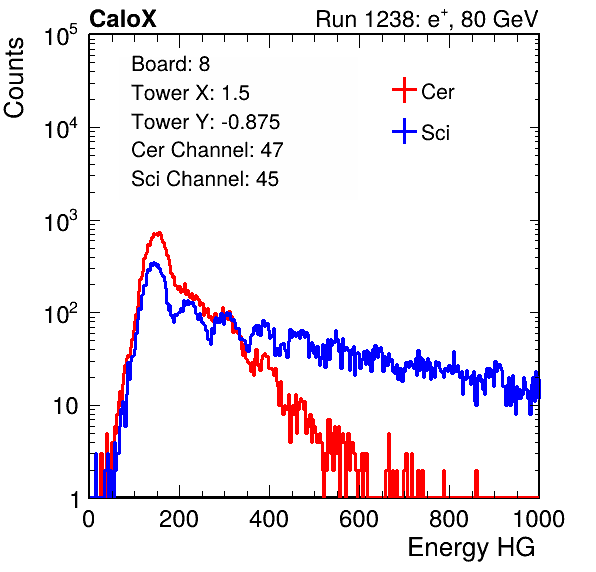 CaloX Run 1238: e⁺, 80 GeV
10⁵
Counts
Board: 8
Tower X: 1.5
Tower Y: -0.875
Cer Channel: 47
Sci Channel: 45
Cer
Sci
10⁴
10³
10²
10
1
0 200 400 600 800 1000
Energy HG